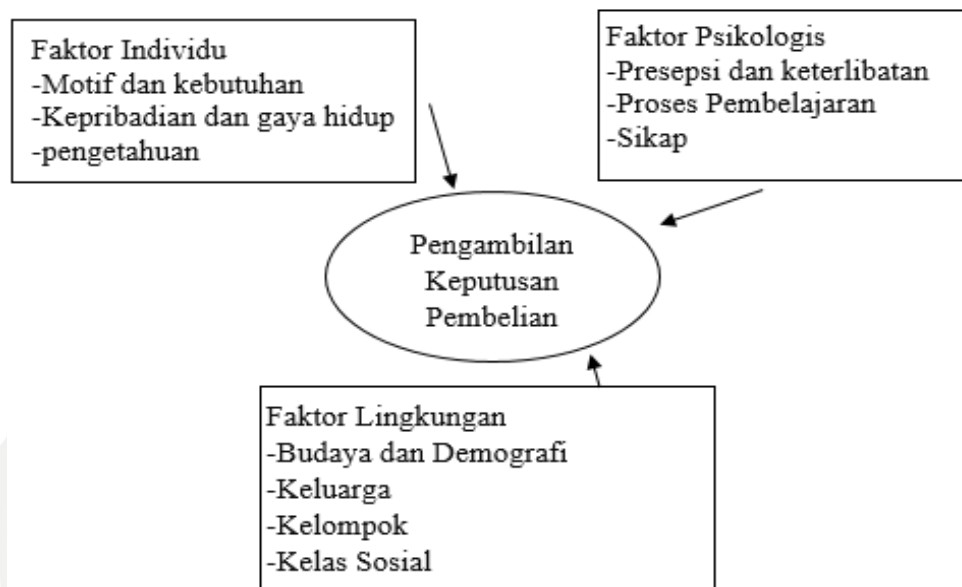 Faktor Individu
-Motif dan kebutuhan
-Kepribadian dan gaya hidup
-pengetahuan
Faktor Psikologis
-Presepsi dan keterlibatan
-Proses Pembelajaran
-Sikap
Pengambilan
Keputusan
Pembelian
Faktor Lingkungan
-Budaya dan Demografi
-Keluarga
-Kelompok
-Kelas Sosial